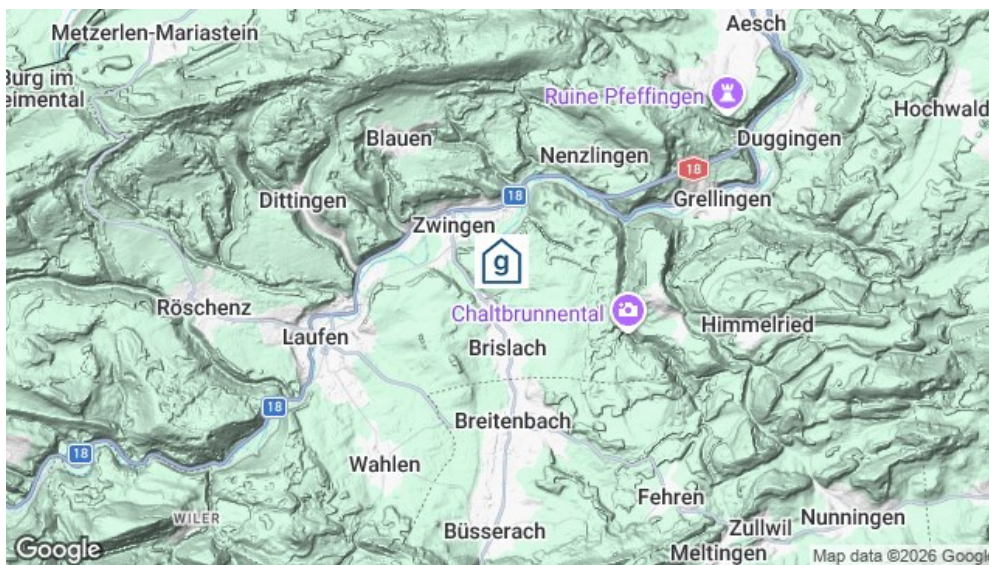 Metzerlen-Mariastein
Aesch
Burg im
eimental
Ruine Pfeffingen
Hochwald
Blauen
Duggingen
Nenzlingen
18
Dittingen
18
Grellingen
Zwingen
g
Röschenz
Chaltbrunnental
Himmelried
Laufen
Brislach
18
Breitenbach
18
Wahlen
Fehren
WILER
Büsserach
Zullwil
Nunningen
Meltingen
Google
Map data ©2026 Google